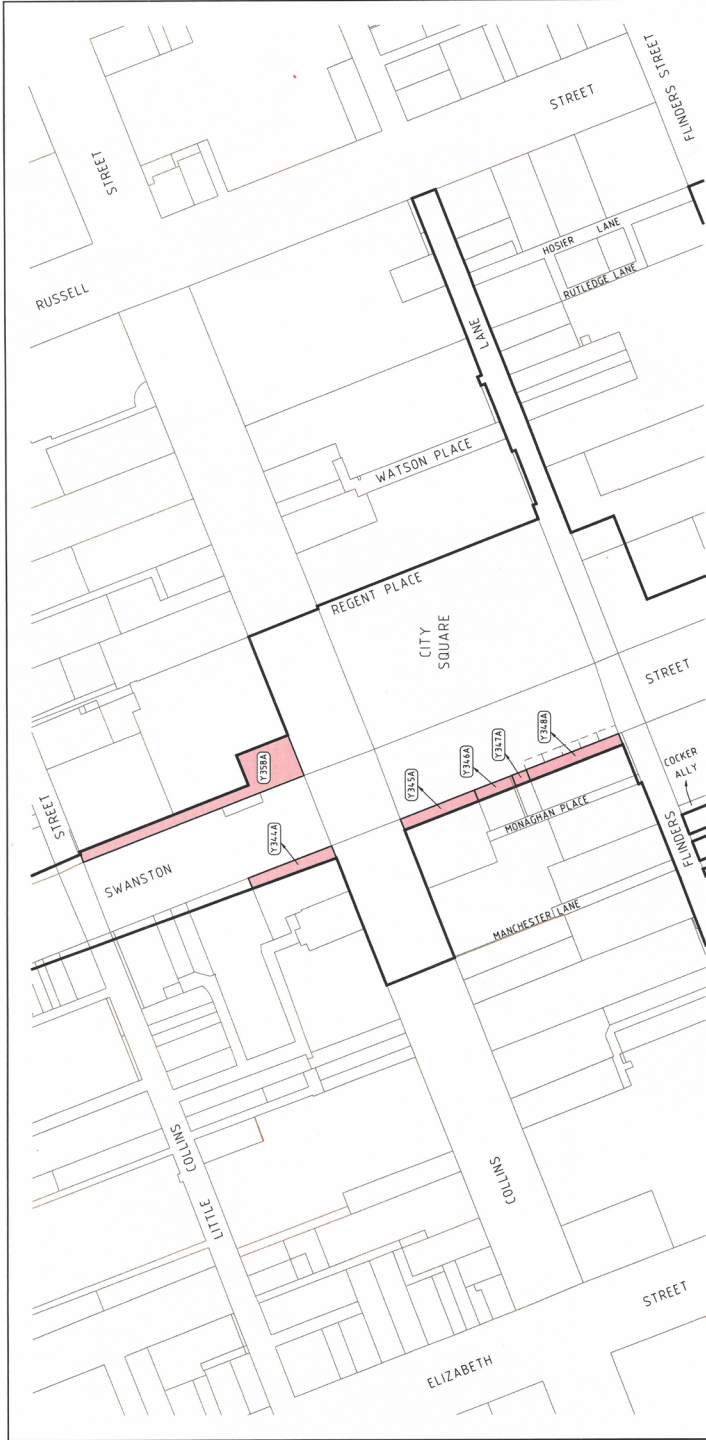 STREET
FLINDERS STREET
STREET
RUSSELL
HOSIER LANE
RUTLEDGE LANE
LANE
WATSON PLACE
REGENT PLACE
CITY
SQUARE
STREET
Y358A
Y348A
Y347A
Y346A
Y345A
COCKER
ALLY
STREET
Y344A
MONAGHAN PLACE
FLINDERS
SWANSTON
MANCHESTER LANE
COLLINS
LITTLE
COLLINS
STREET
ELIZABETH